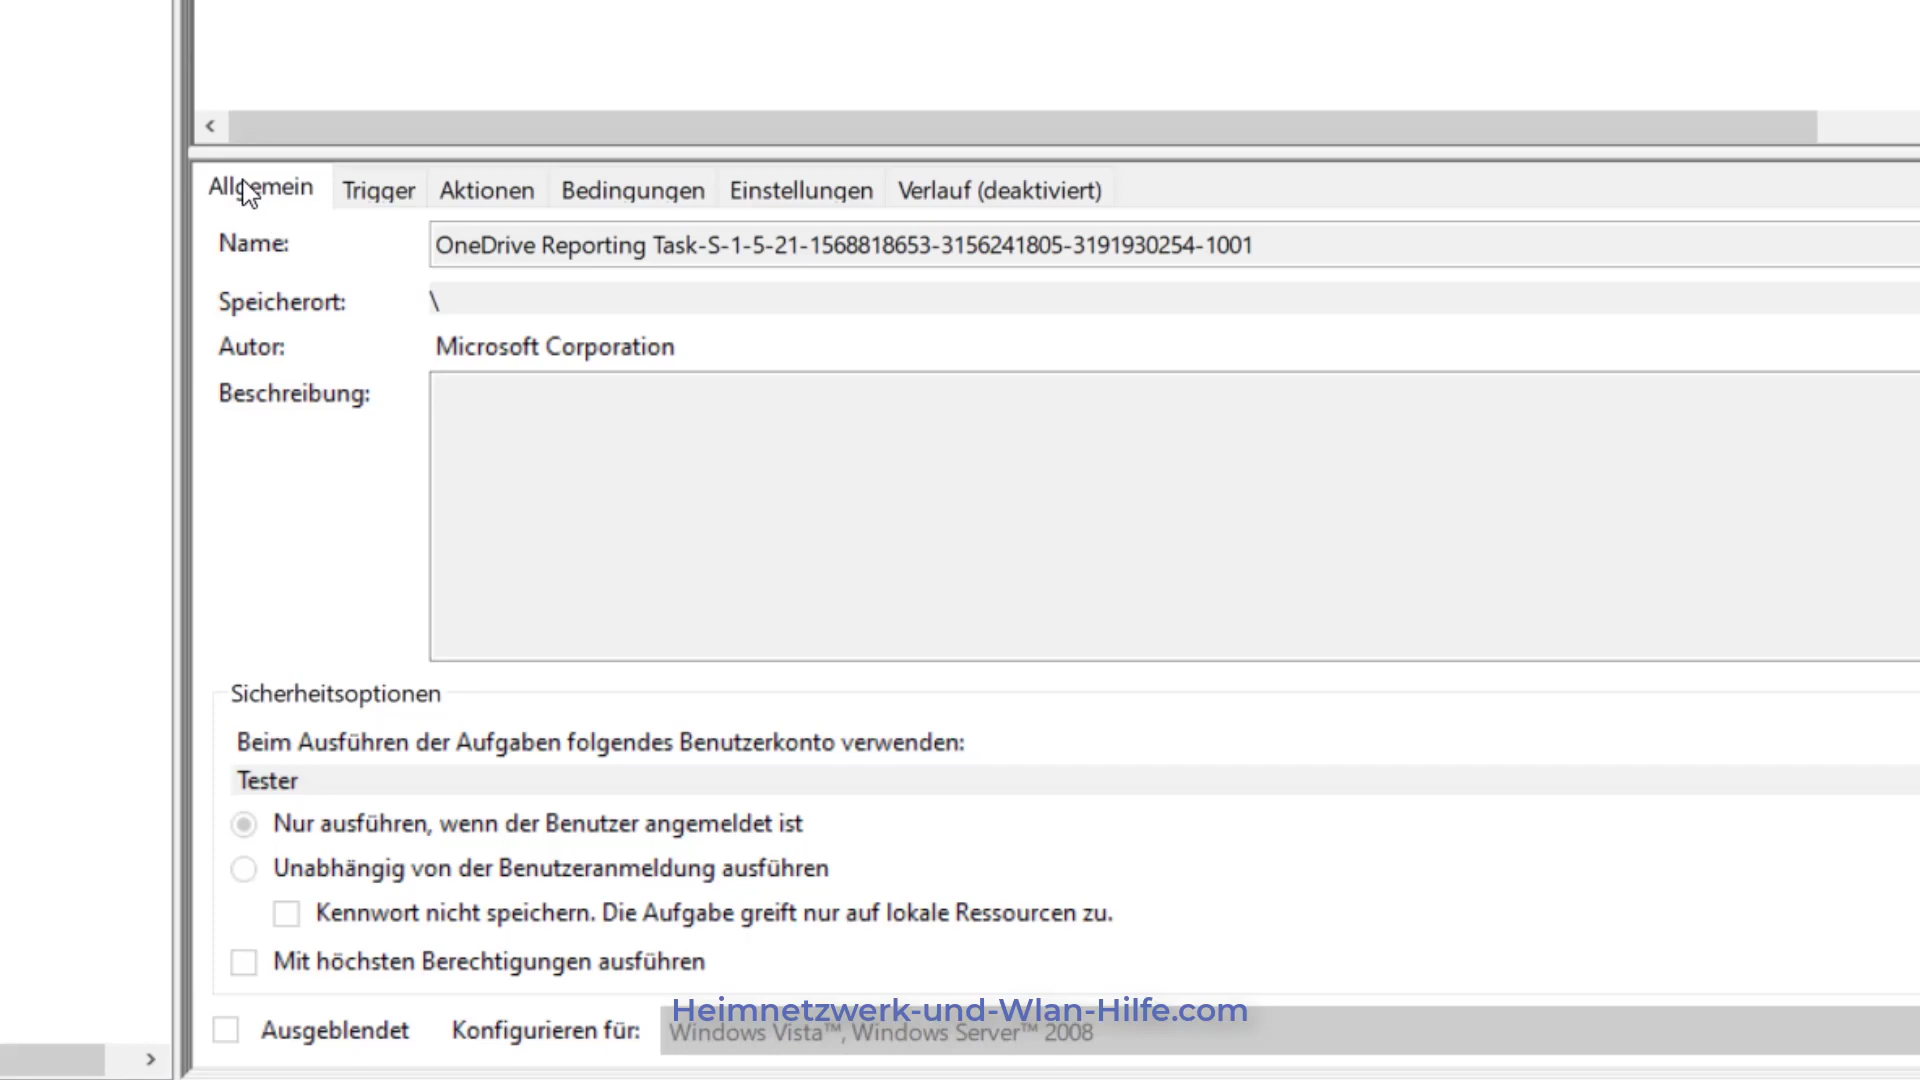 Allgemein Trigger Aktionen Bedingungen Einstellungen Verlauf (deaktiviert)
Name: OneDrive Reporting Task-S-1-5-21-1568818653-3156241805-3191930254-1001
Speicherort: \
Autor: Microsoft Corporation
Beschreibung:
Sicherheitsoptionen
Beim Ausführen der Aufgaben folgendes Benutzerkonto verwenden:
Tester
Nur ausführen, wenn der Benutzer angemeldet ist
Unabhängig von der Benutzeranmeldung ausführen
Kennwort nicht speichern. Die Aufgabe greift nur auf lokale Ressourcen zu.
Mit höchsten Berechtigungen ausführen
Heimnetzwerk-und-Wlan-Hilfe.com
Ausgeblendet Konfigurieren für: Windows Vista™, Windows Server™ 2008